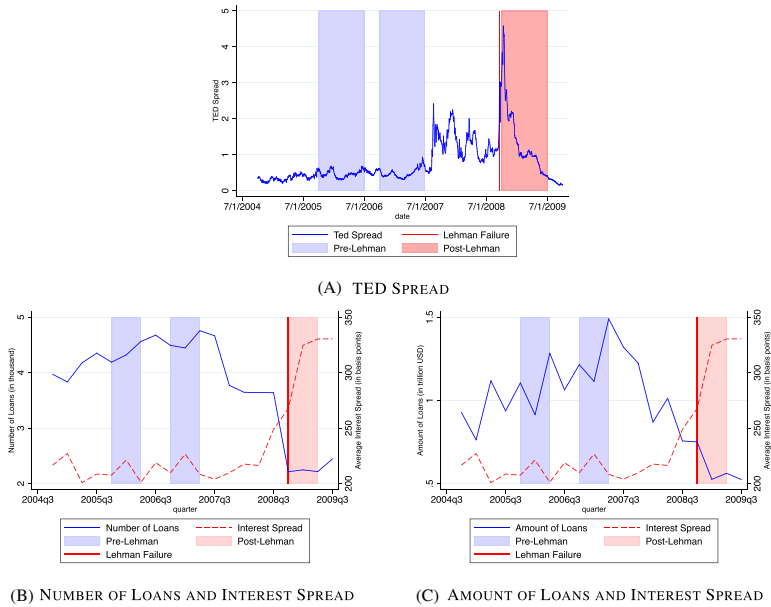 5
4
3
2
1
0
TED Spread
7/1/2004 7/1/2005 7/1/2006 7/1/2007 7/1/2008 7/1/2009
date
Ted Spread Lehman Failure
Pre-Lehman Post-Lehman
(A) TED SPREAD
5
4
3
2
Number of Loans (in thousand)
350
300
250
200
Average Interest Spread (in basis points)
2004q3 2005q3 2006q3 2007q3 2008q3 2009q3
quarter
Number of Loans Interest Spread
Pre-Lehman Post-Lehman
Lehman Failure
(B) NUMBER OF LOANS AND INTEREST SPREAD
1.5
1
.5
Amount of Loans (in trillion USD)
350
300
250
200
Average Interest Spread (in basis points)
2004q3 2005q3 2006q3 2007q3 2008q3 2009q3
quarter
Amount of Loans Interest Spread
Pre-Lehman Post-Lehman
Lehman Failure
(C) AMOUNT OF LOANS AND INTEREST SPREAD